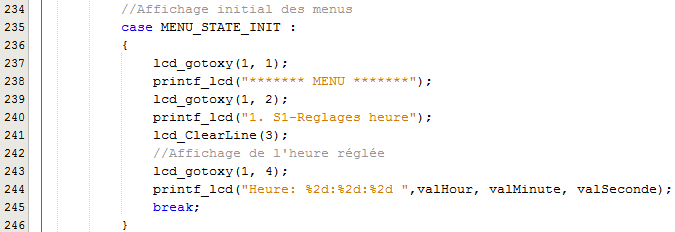 234 //Affichage initial des menus
235 case MENU_STATE_INIT :
236 {
237 lcd_gotoxy(1, 1);
238 printf_lcd("******* MENU *******");
239 lcd_gotoxy(1, 2);
240 printf_lcd("1. S1-Reglages heure");
241 lcd_ClearLine(3);
242 //Affichage de l'heure réglée
243 lcd_gotoxy(1, 4);
244 printf_lcd("Heure: %2d:%2d:%2d ",valHour, valMinute, valSeconde);
245 break;
246 }